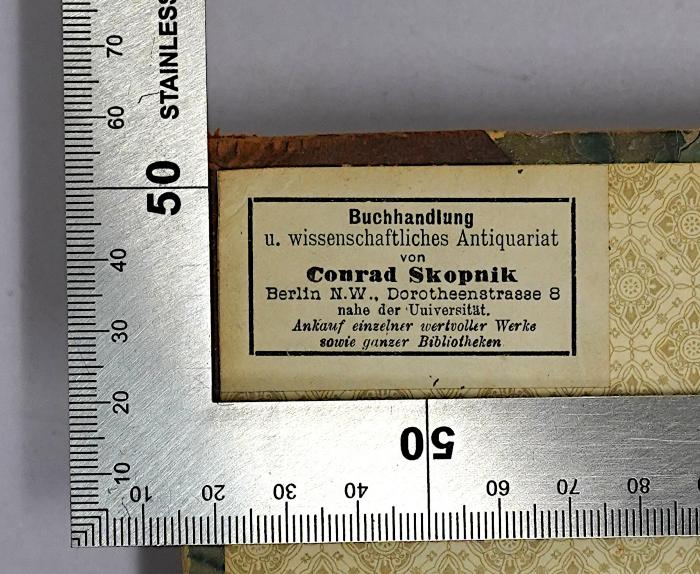 Buchhandlung
u. wissenschaftliches Antiquariat
von
Conrad Skopnik
Berlin N.W., Dorotheenstrasse 8
nahe der Universität.
Ankauf einzelner wertvoller Werke
sowie ganzer Bibliotheken
STAINLESS
70
60
50
40
30
20
10
10
20
30
40
50
60
70
80